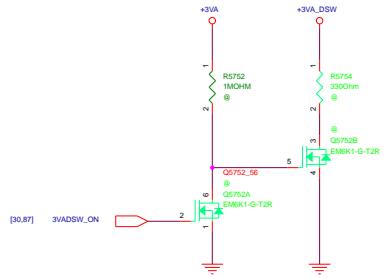 +3VA
+3VA_DSW
1
R5752
1MOHM
@
2
1
R5754
330Ohm
@
2
@
Q5752B
EM6K1-G-T2R
3
5
4
Q5752_56
@
Q5752A
EM6K1-G-T2R
6
2
1
[30,87]
3VADSW_ON